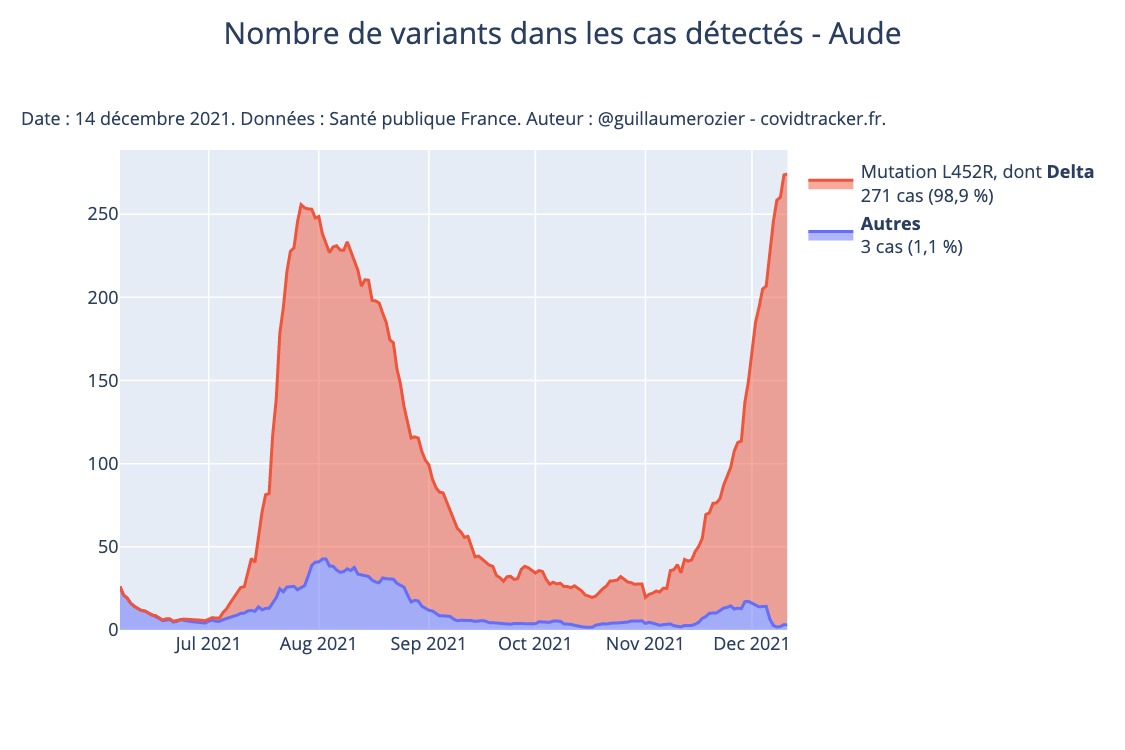 Nombre de variants dans les cas détectés - Aude
Date : 14 décembre 2021. Données : Santé publique France. Auteur : @guillaumerozier - covidtracker.fr.
Mutation L452R, dont Delta
271 cas (98,9 %)
Autres
3 cas (1,1 %)
250
200
150
100
50
0
Jul 2021 Aug 2021 Sep 2021 Oct 2021 Nov 2021 Dec 2021